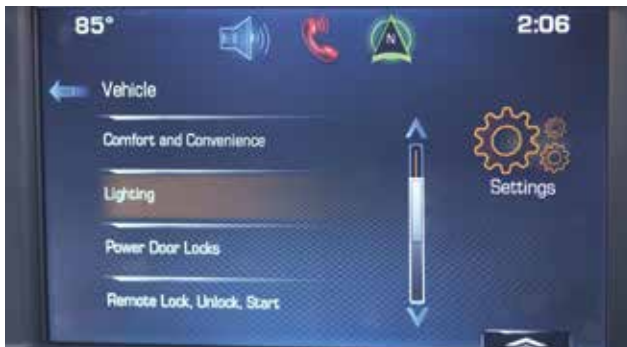 85°
2:06
N
Vehicle
Comfort and Convenience
Settings
Lighting
Power Door Locks
Remote Lock, Unlock, Start